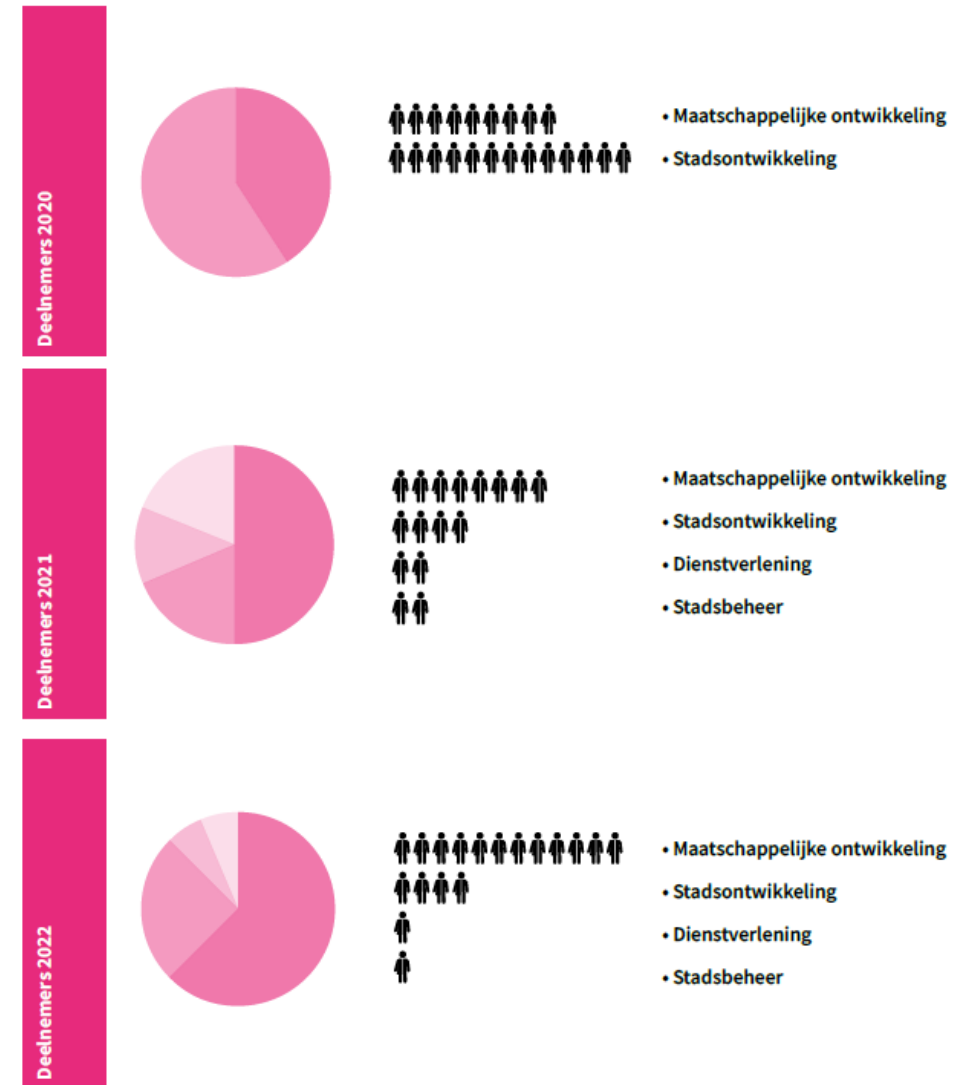 Deelnemers 2020
• Maatschappelijke ontwikkeling
• Stadsontwikkeling
Deelnemers 2021
• Maatschappelijke ontwikkeling
• Stadsontwikkeling
• Dienstverlening
• Stadsbeheer
Deelnemers 2022
• Maatschappelijke ontwikkeling
• Stadsontwikkeling
• Dienstverlening
• Stadsbeheer